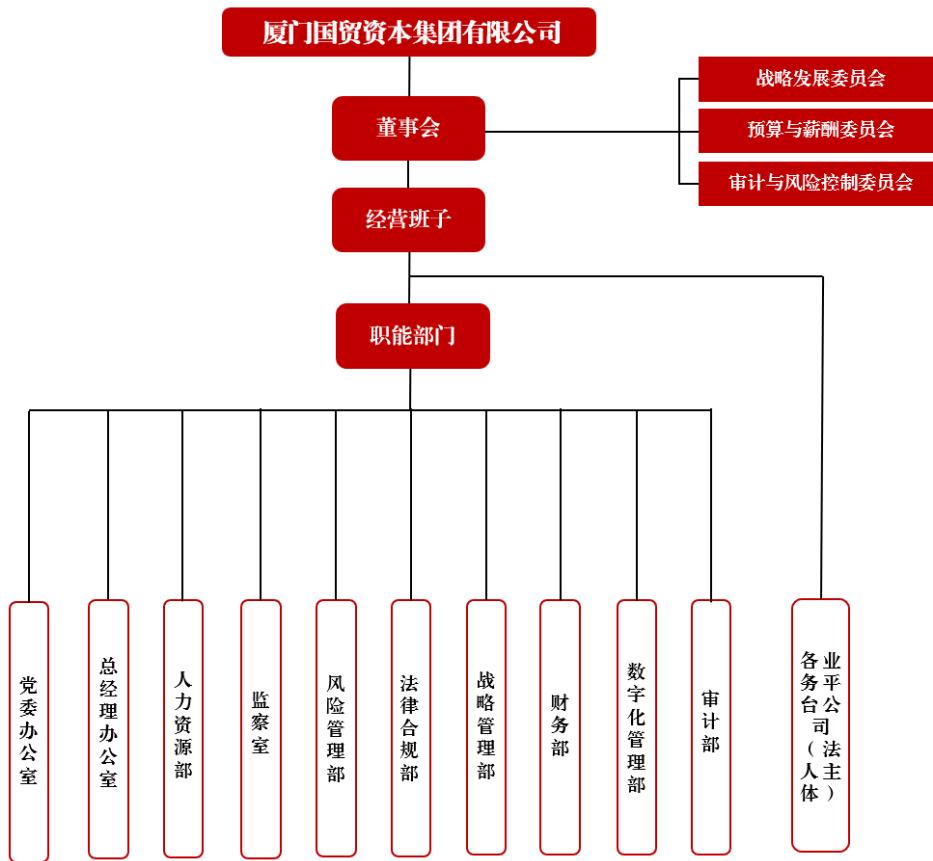 厦门国贸资本集团有限公司
董事会
战略发展委员会
预算与薪酬委员会
审计与风险控制委员会
经营班子
职能部门
党委办公室
总经理办公室
人力资源部
监察室
风险管理部
法律合规部
战略管理部
财务部
数字化管理部
审计部
各业
务平
台公
司
（法
人主
体）